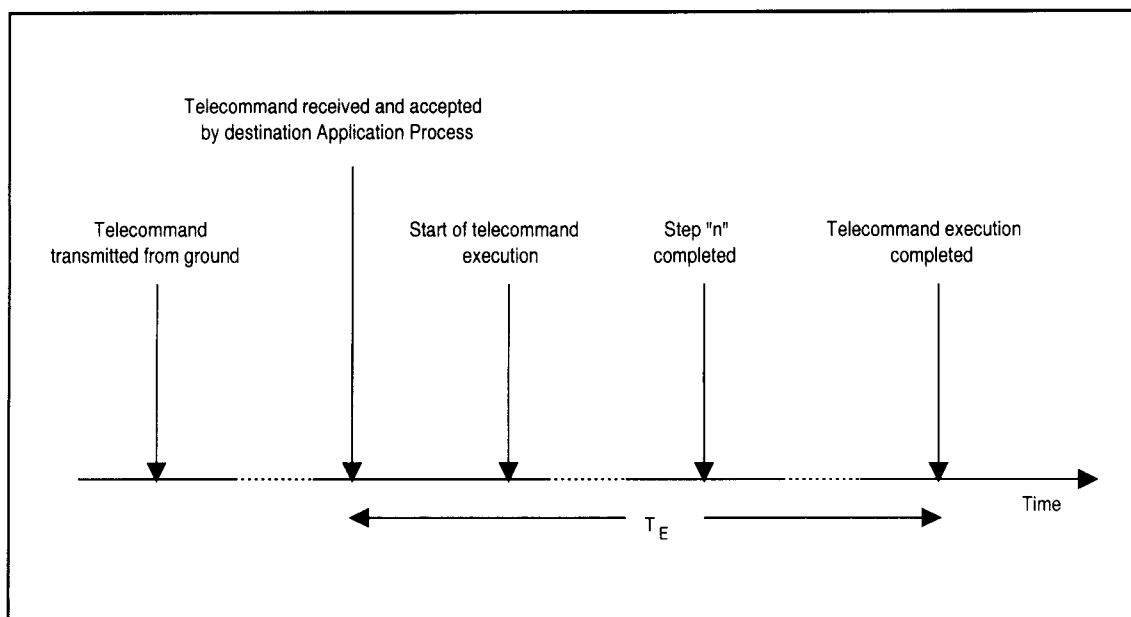 Telecommand received and accepted
by destination Application Process
Telecommand
transmitted from ground
Start of telecommand
execution
Step "n"
completed
Telecommand execution
completed
Time
T_E